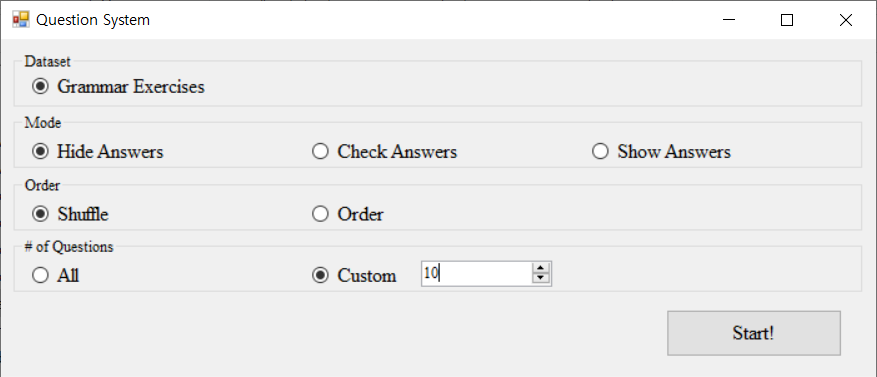 Question System
Dataset
Grammar Exercises
Mode
Hide Answers Check Answers Show Answers
Order
Shuffle Order
# of Questions
All Custom 10
Start!